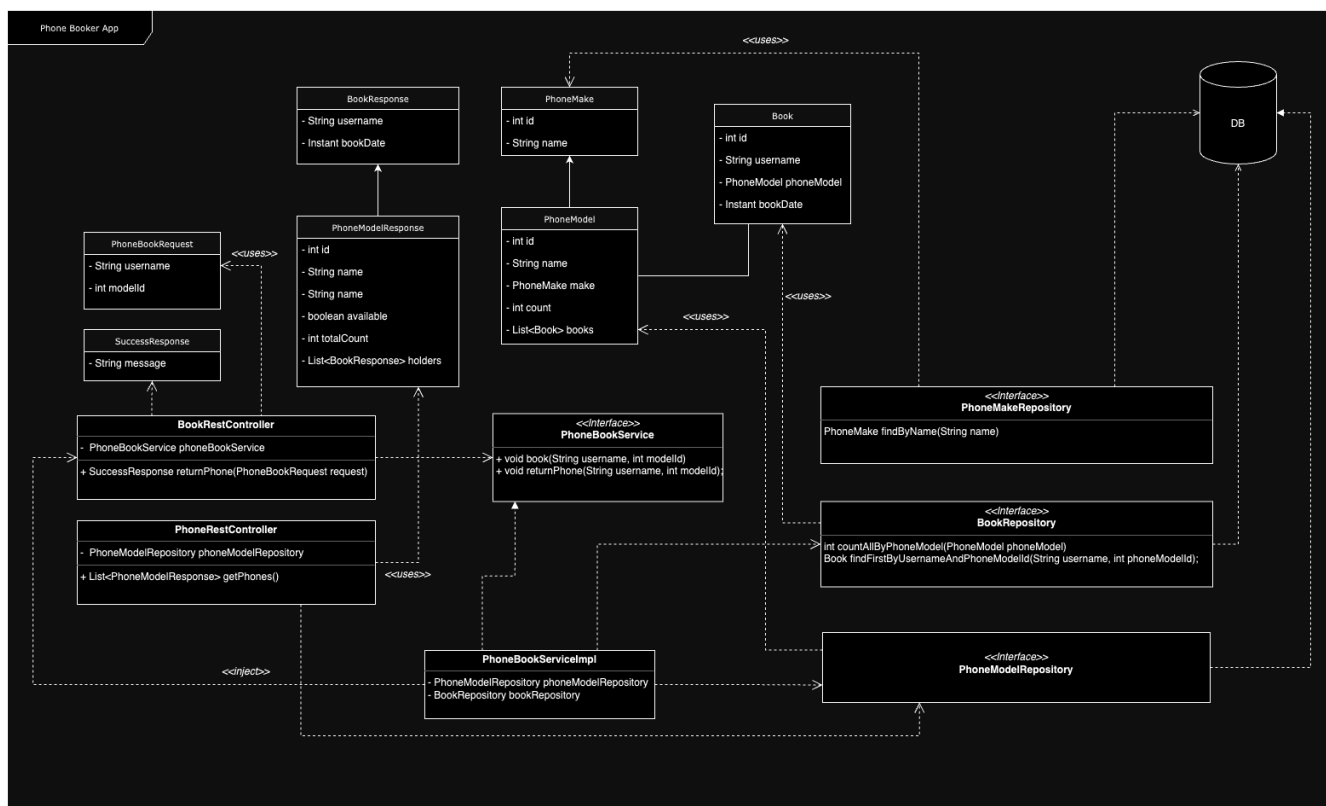 Phone Booker App
<<uses>>
BookResponse
- String username
- Instant bookDate
PhoneMake
- int id
- String name
Book
- int id
- String username
- PhoneModel phoneModel
- Instant bookDate
DB
PhoneBookRequest
- String username
- int modelId
<<uses>>
PhoneModelResponse
- int id
- String name
- String name
- boolean available
- int totalCount
- List<BookResponse> holders
PhoneModel
- int id
- String name
- PhoneMake make
- int count
- List<Book> books
<<uses>>
<<uses>>
SuccessResponse
- String message
BookRestController
- PhoneBookService phoneBookService
+ SuccessResponse returnPhone(PhoneBookRequest request)
<<Interface>>
PhoneBookService
+ void book(String username, int modelId)
+ void returnPhone(String username, int modelId);
<<Interface>>
PhoneMakeRepository
PhoneMake findByName(String name)
PhoneRestController
- PhoneModelRepository phoneModelRepository
+ List<PhoneModelResponse> getPhones()
<<uses>>
<<Interface>>
BookRepository
int countAllByPhoneModel(PhoneModel phoneModel)
Book findFirstByUsernameAndPhoneModelId(String username, int phoneModelId);
<<inject>>
PhoneBookServiceImpl
- PhoneModelRepository phoneModelRepository
- BookRepository bookRepository
<<Interface>>
PhoneModelRepository